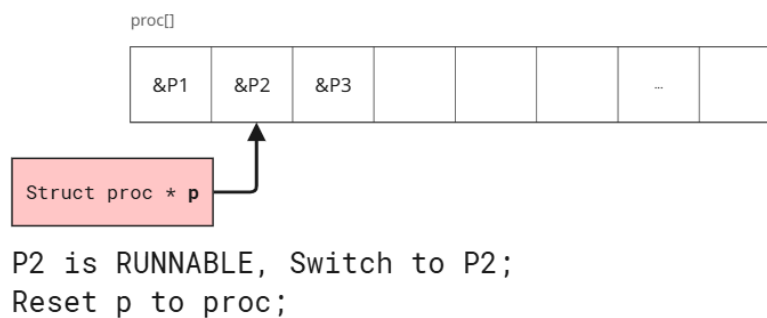 proc[]
&P1 &P2 &P3 ...
Struct proc * p
P2 is RUNNABLE, Switch to P2;
Reset p to proc;